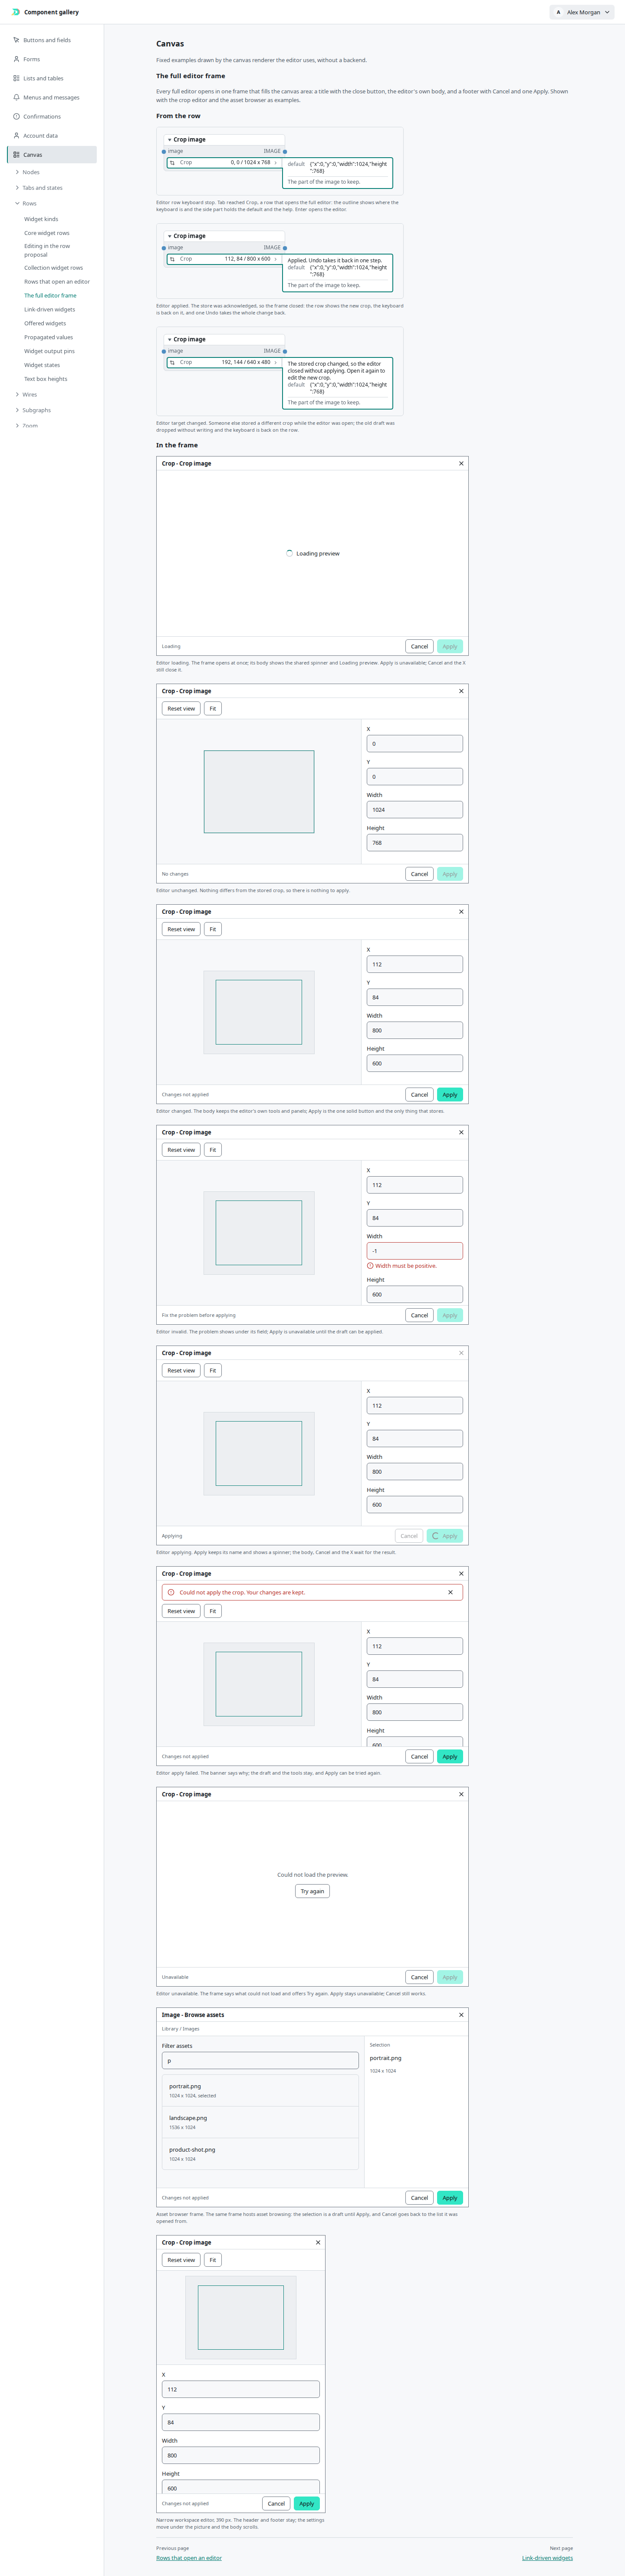 Component gallery
A Alex Morgan
Buttons and fields
Forms
Lists and tables
Menus and messages
Confirmations
Account data
Canvas
Nodes
Tabs and states
Rows
Widget kinds
Core widget rows
Editing in the row
proposal
Collection widget rows
Rows that open an editor
The full editor frame
Link-driven widgets
Offered widgets
Propagated values
Widget output pins
Widget states
Text box heights
Wires
Subgraphs
Zoom
Canvas
Fixed examples drawn by the canvas renderer the editor uses, without a backend.
The full editor frame
Every full editor opens in one frame that fills the canvas area: a title with the close button, the editor's own body, and a footer with Cancel and one Apply. Shown
with the crop editor and the asset browser as examples.
From the row
Crop image
image IMAGE
Crop 0, 0 / 1024 x 768
default {"x":0,"y":0,"width":1024,"height
":768}
The part of the image to keep.
Editor row keyboard stop. Tab reached Crop, a row that opens the full editor: the outline shows where the
keyboard is and the side part holds the default and the help. Enter opens the editor.
Crop image
image IMAGE
Crop 112, 84 / 800 x 600
Applied. Undo takes it back in one step.
default {"x":0,"y":0,"width":1024,"height
":768}
The part of the image to keep.
Editor applied. The store was acknowledged, so the frame closed: the row shows the new crop, the keyboard
is back on it, and one Undo takes the whole change back.
Crop image
image IMAGE
Crop 192, 144 / 640 x 480
The stored crop changed, so the editor
closed without applying. Open it again to
edit the new crop.
default {"x":0,"y":0,"width":1024,"height
":768}
The part of the image to keep.
Editor target changed. Someone else stored a different crop while the editor was open; the old draft was
dropped without writing and the keyboard is back on the row.
In the frame
Crop - Crop image
Loading preview
Loading Cancel Apply
Editor loading. The frame opens at once; its body shows the shared spinner and Loading preview. Apply is unavailable; Cancel and the X
still close it.
Crop - Crop image
Reset view Fit
X
0
Y
0
Width
1024
Height
768
No changes Cancel Apply
Editor unchanged. Nothing differs from the stored crop, so there is nothing to apply.
Crop - Crop image
Reset view Fit
X
112
Y
84
Width
800
Height
600
Changes not applied Cancel Apply
Editor changed. The body keeps the editor's own tools and panels; Apply is the one solid button and the only thing that stores.
Crop - Crop image
Reset view Fit
X
112
Y
84
Width
-1
Width must be positive.
Height
600
Fix the problem before applying Cancel Apply
Editor invalid. The problem shows under its field; Apply is unavailable until the draft can be applied.
Crop - Crop image
Reset view Fit
X
112
Y
84
Width
800
Height
600
Applying Cancel Apply
Editor applying. Apply keeps its name and shows a spinner; the body, Cancel and the X wait for the result.
Crop - Crop image
Could not apply the crop. Your changes are kept.
Reset view Fit
X
112
Y
84
Width
800
Height
600
Changes not applied Cancel Apply
Editor apply failed. The banner says why; the draft and the tools stay, and Apply can be tried again.
Crop - Crop image
Could not load the preview.
Try again
Unavailable Cancel Apply
Editor unavailable. The frame says what could not load and offers Try again. Apply stays unavailable; Cancel still works.
Image - Browse assets
Library / Images
Filter assets
p
portrait.png
1024 x 1024, selected
landscape.png
1536 x 1024
product-shot.png
1024 x 1024
Selection
portrait.png
1024 x 1024
Changes not applied Cancel Apply
Asset browser frame. The same frame hosts asset browsing: the selection is a draft until Apply, and Cancel goes back to the list it was
opened from.
Crop - Crop image
Reset view Fit
X
112
Y
84
Width
800
Height
600
Changes not applied Cancel Apply
Narrow workspace editor, 390 px. The header and footer stay; the settings
move under the picture and the body scrolls.
Previous page
Rows that open an editor
Next page
Link-driven widgets